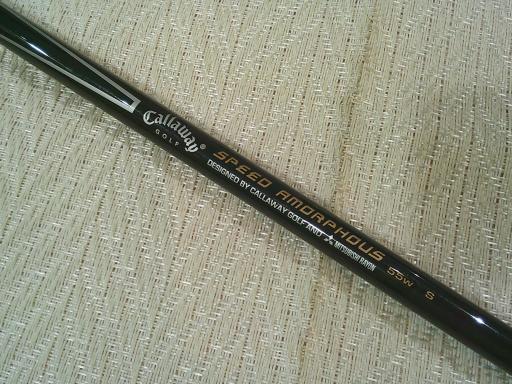 Callaway®
GOLF
SPEED AMORPHOUS 55w S
DESIGNED BY CALLAWAY GOLF AND MITSUBISHI RAYON